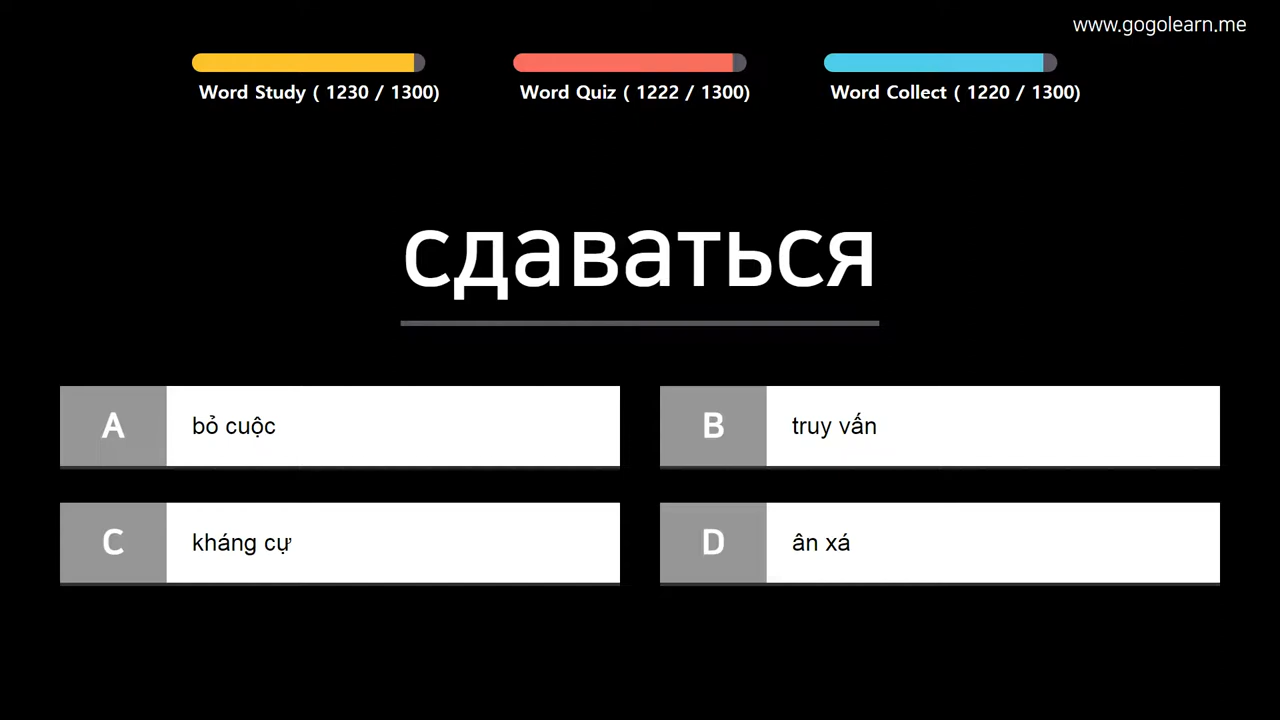 www.gogolearn.me
Word Study ( 1230 / 1300)
Word Quiz ( 1222 / 1300)
Word Collect ( 1220 / 1300)
сдаваться
A bỏ cuộc
B truy vấn
C kháng cự
D ân xá